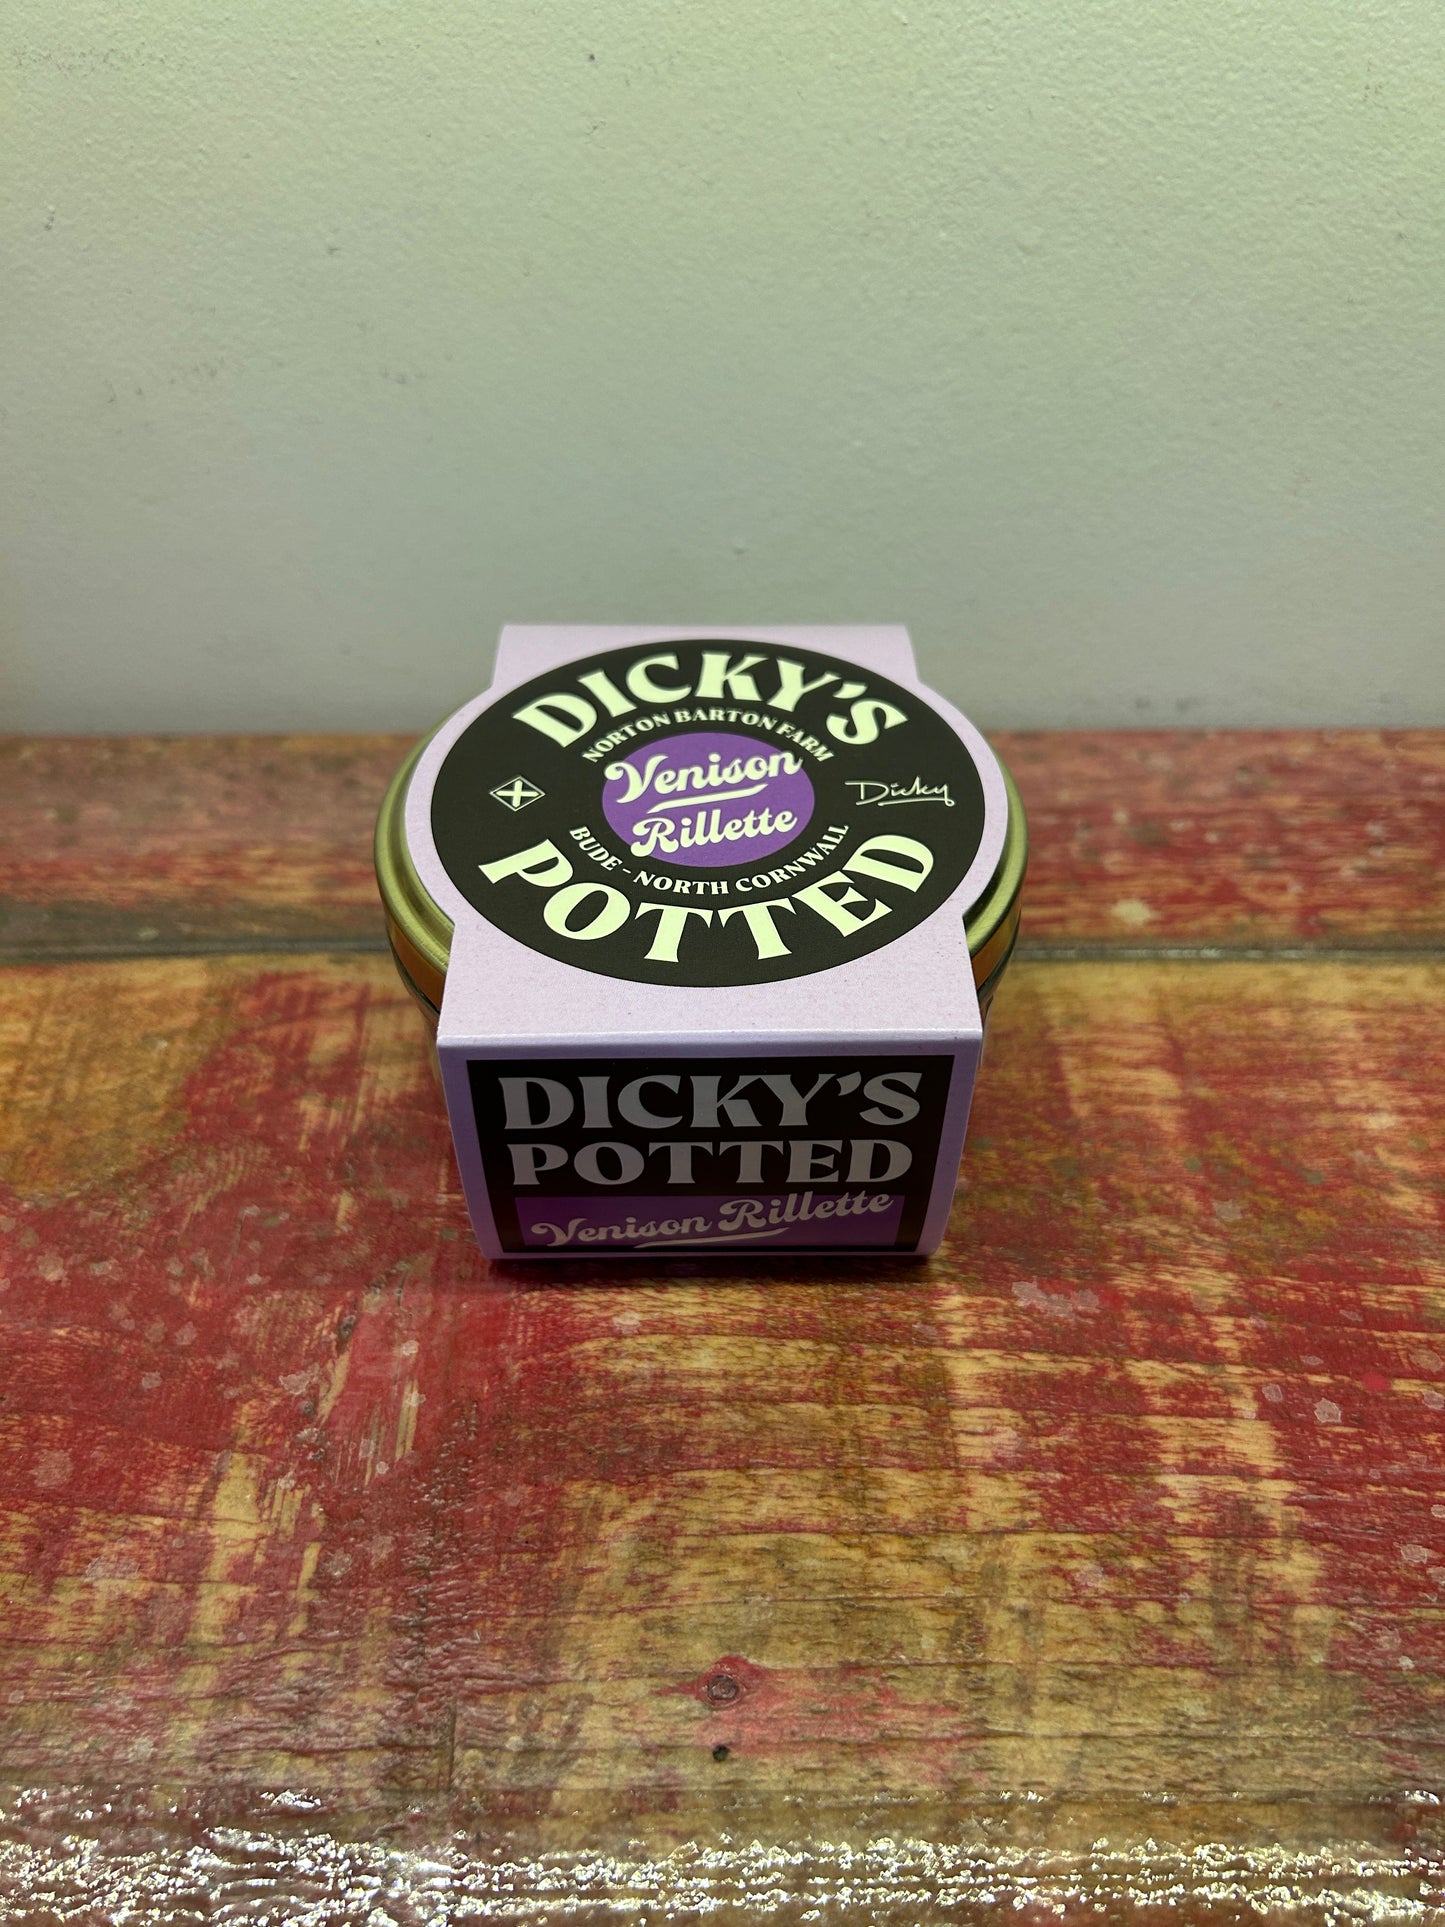 DICKY'S
NORTON BARTON FARM
Venison
Rillette
Dicky
BUDE - NORTH CORNWALL
POTTED
DICKY'S
POTTED
Venison Rillette